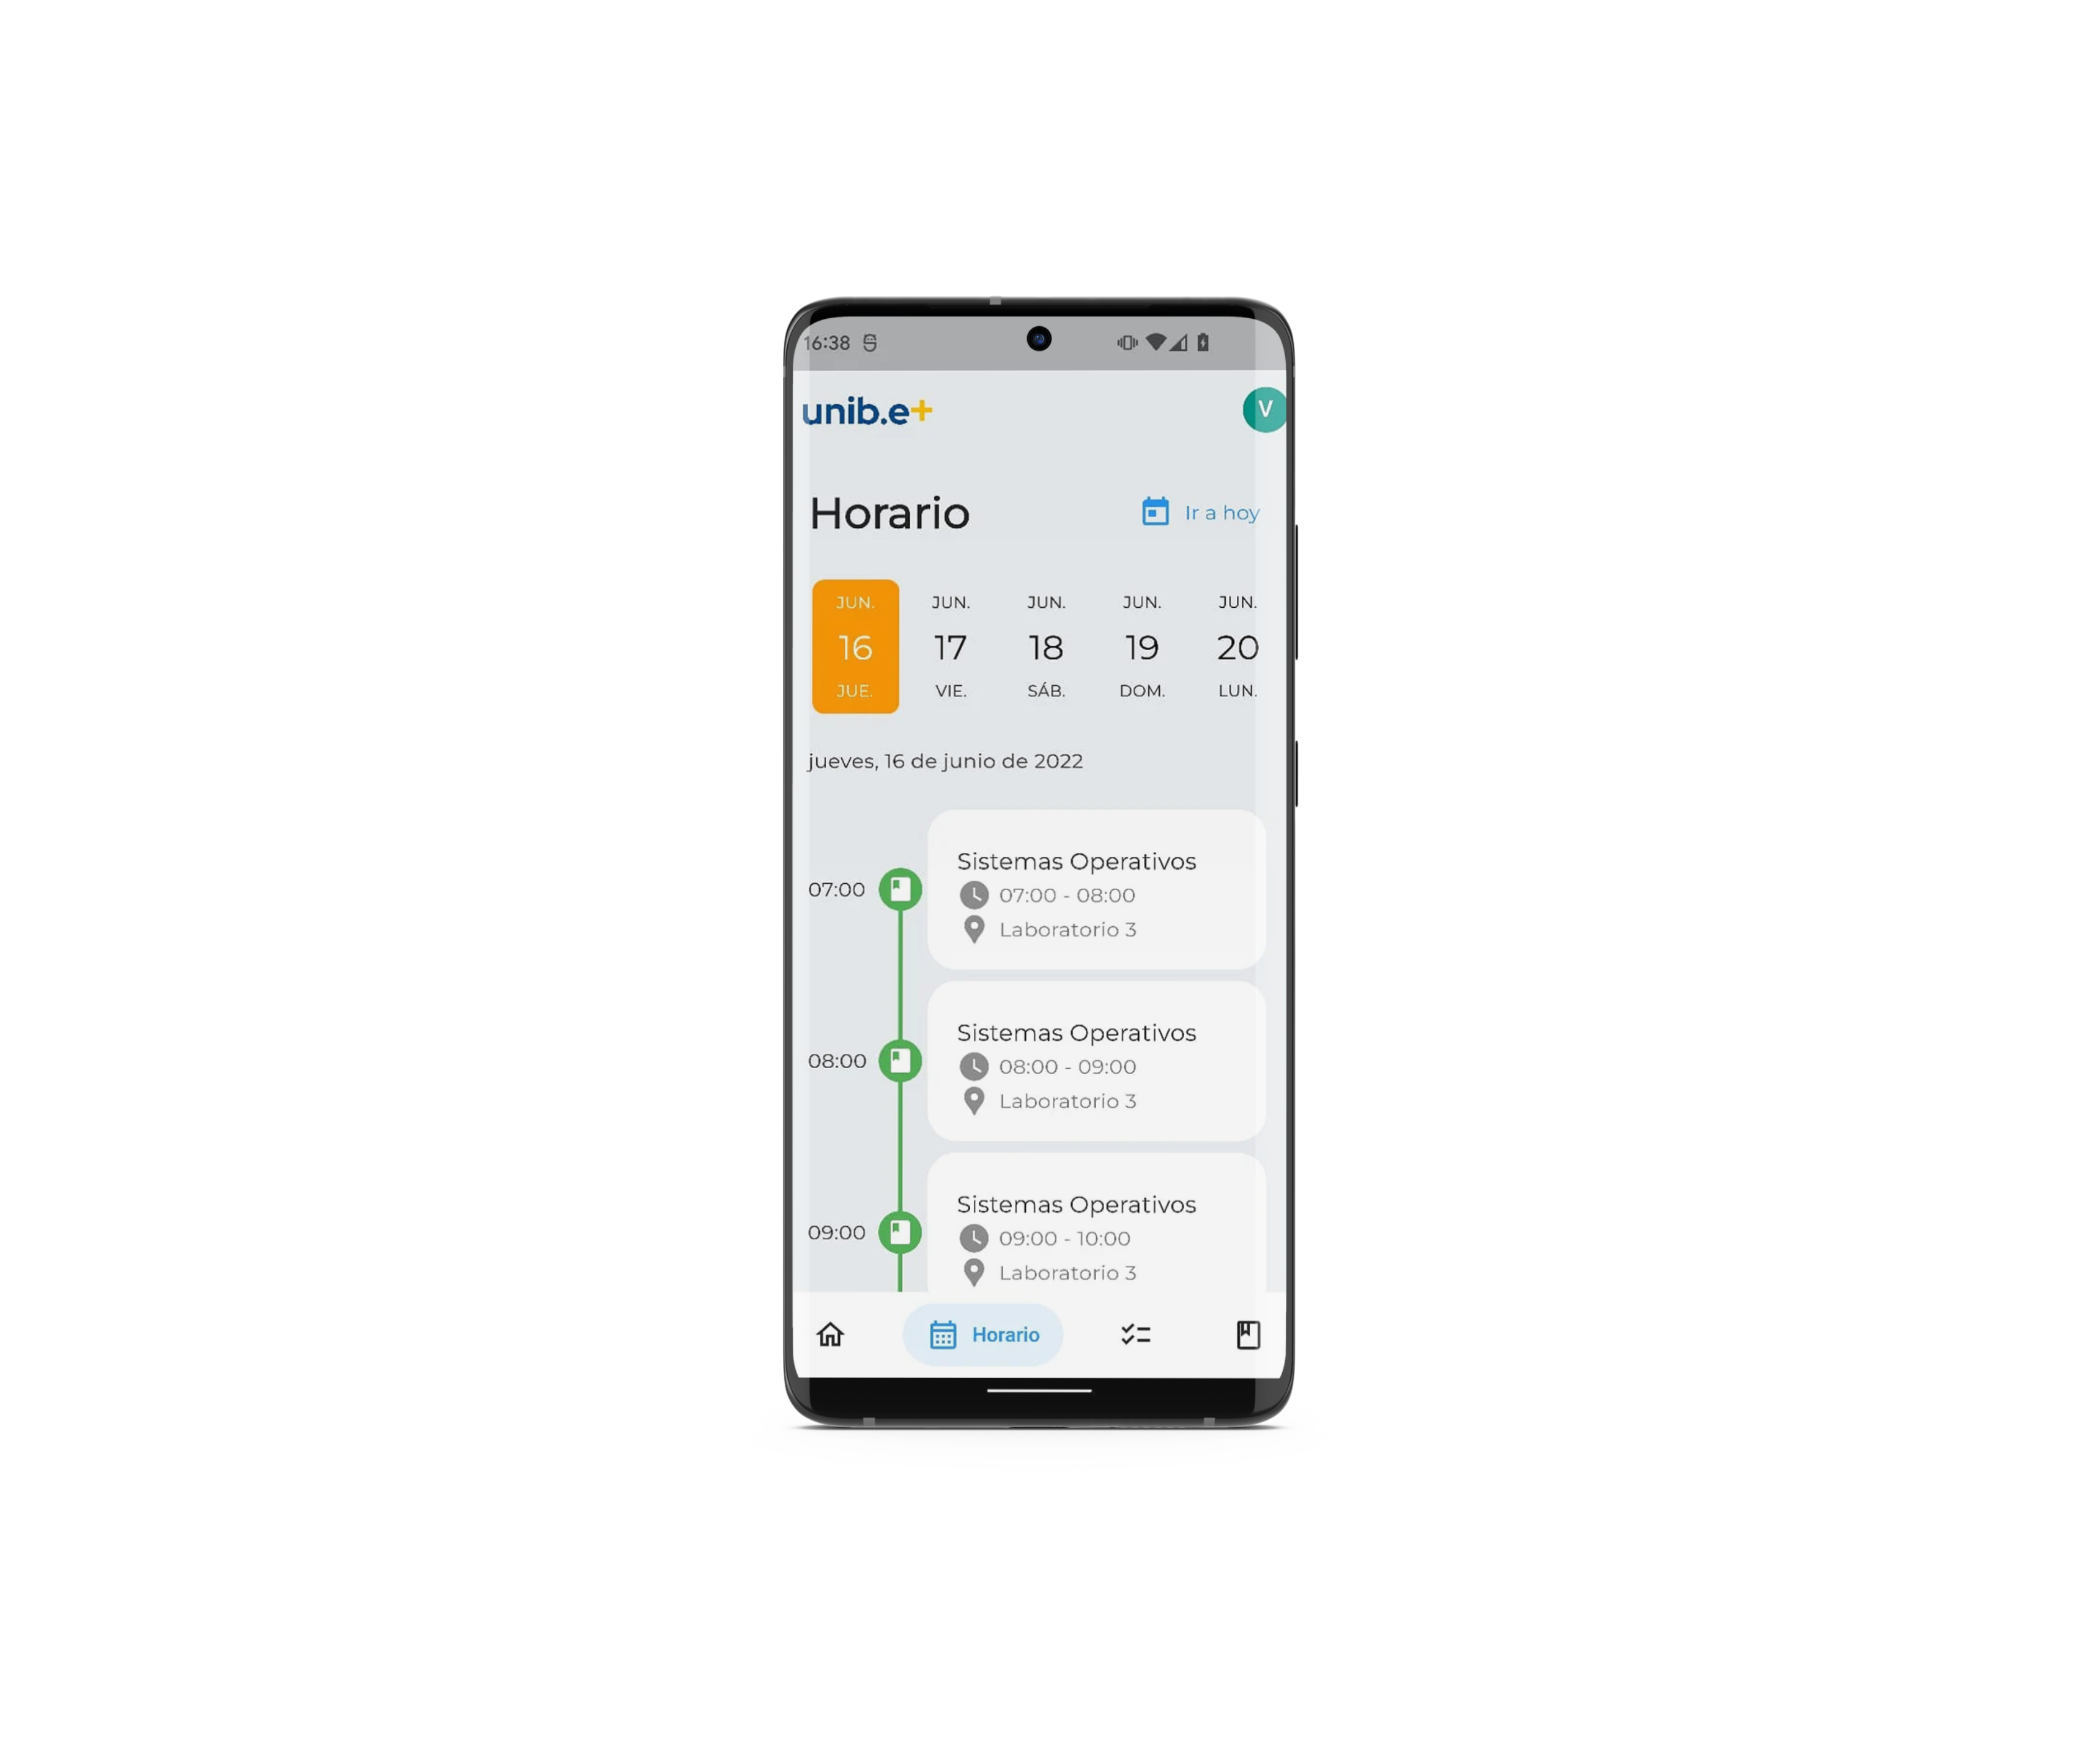 16:38
unib.e+
V
Horario
Ir a hoy
JUN. JUN. JUN. JUN. JUN.
16 17 18 19 20
JUE. VIE. SÁB. DOM. LUN.
jueves, 16 de junio de 2022
Sistemas Operativos
07:00
07:00 - 08:00
Laboratorio 3
Sistemas Operativos
08:00
08:00 - 09:00
Laboratorio 3
Sistemas Operativos
09:00
09:00 - 10:00
Laboratorio 3
Horario